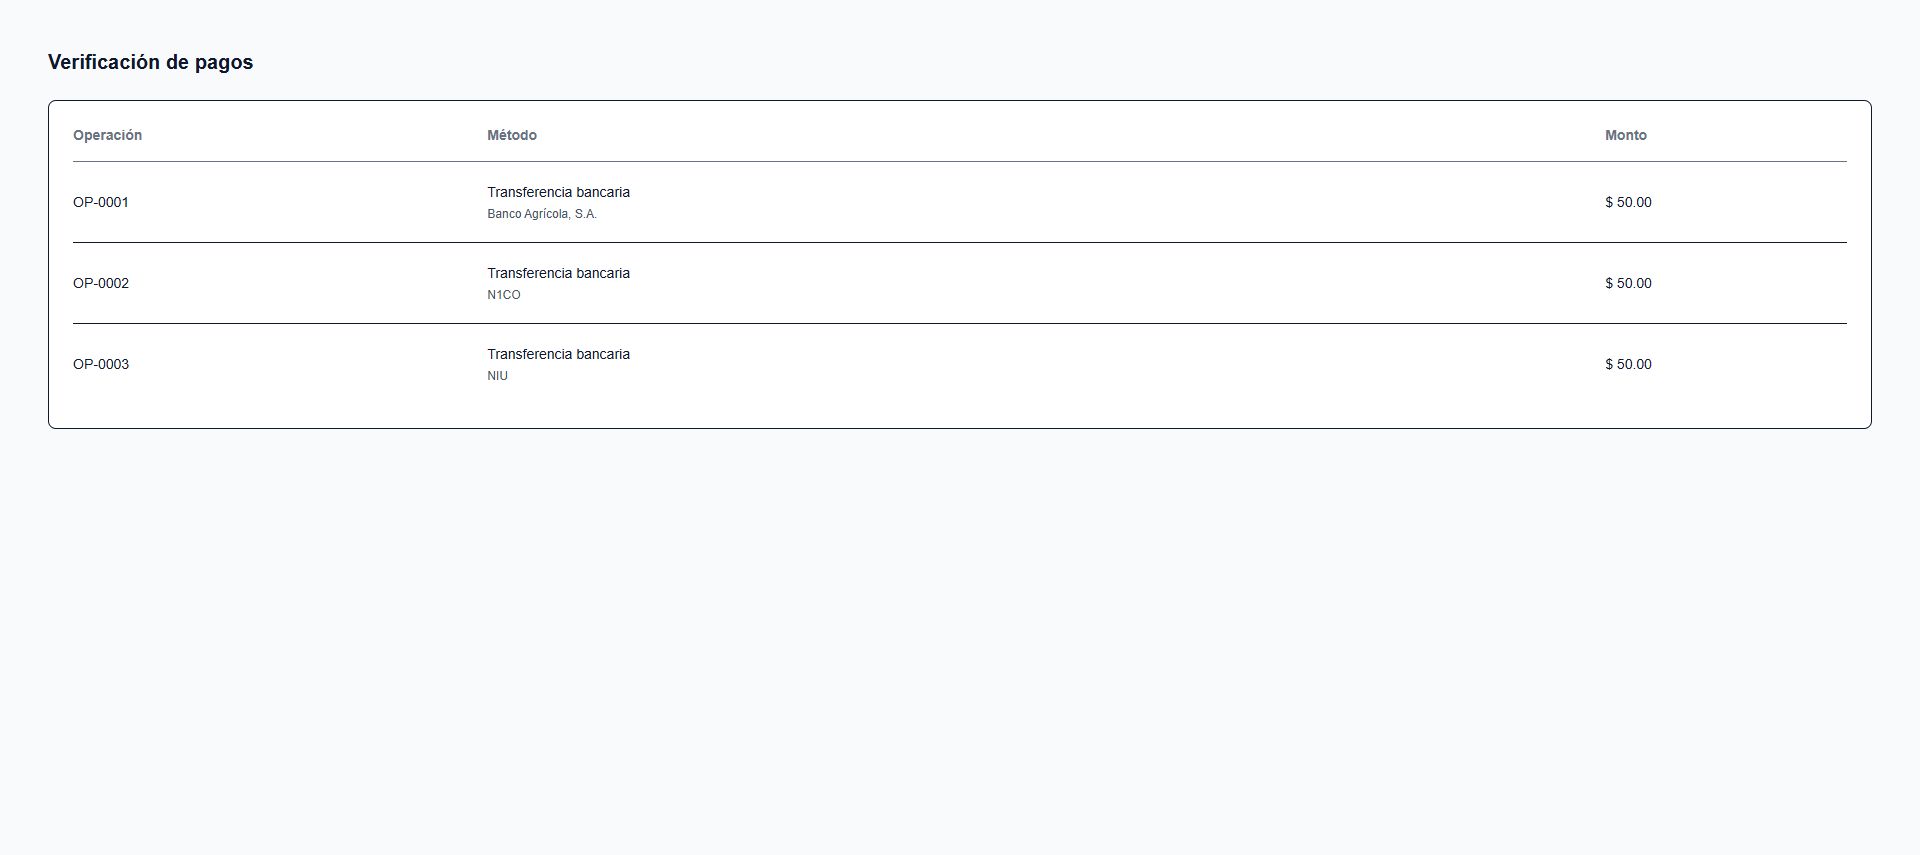 Verificación de pagos
Operación Método Monto
OP-0001 Transferencia bancaria $ 50.00
Banco Agrícola, S.A.
OP-0002 Transferencia bancaria $ 50.00
N1CO
OP-0003 Transferencia bancaria $ 50.00
NIU